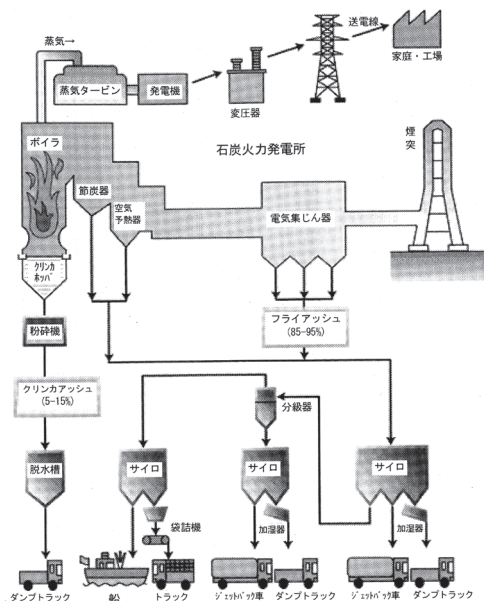 蒸気→
蒸気タービン
発電機
変圧器
送電線
家庭・工場
石炭火力発電所
ボイラ
節炭器
空気
予熱器
電気集じん器
煙突
クリンカ
ホッパ
粉砕機
クリンカアッシュ
(5-15%)
フライアッシュ
(85-95%)
分級器
脱水槽
サイロ
サイロ
サイロ
袋詰機
加湿器
加湿器
ダンプトラック
船
トラック
ジェットパック車
ダンプトラック
ジェットパック車
ダンプトラック